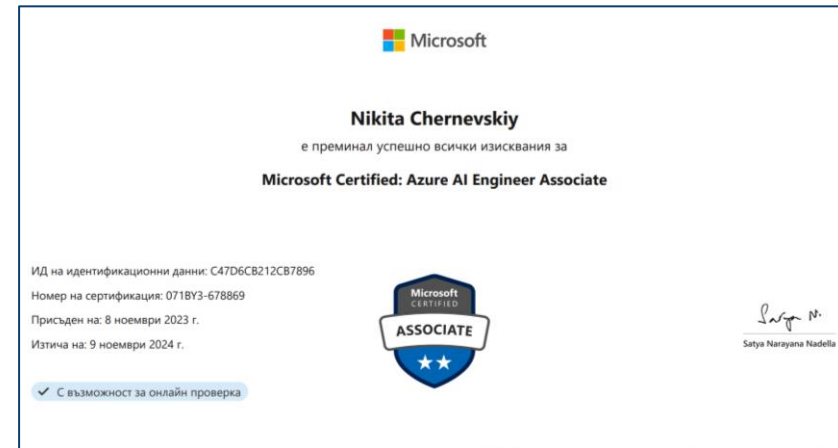 Microsoft
Nikita Chernevskiy
е преминал успешно всички изисквания за
Microsoft Certified: Azure AI Engineer Associate
ИД на идентификационни данни: C47D6CB212CB7896
Номер на сертификация: 071BY3-678869
Присъден на: 8 ноември 2023 г.
Изтича на: 9 ноември 2024 г.
С възможност за онлайн проверка
Microsoft
CERTIFIED
ASSOCIATE
Satya N.
Satya Narayana Nadella